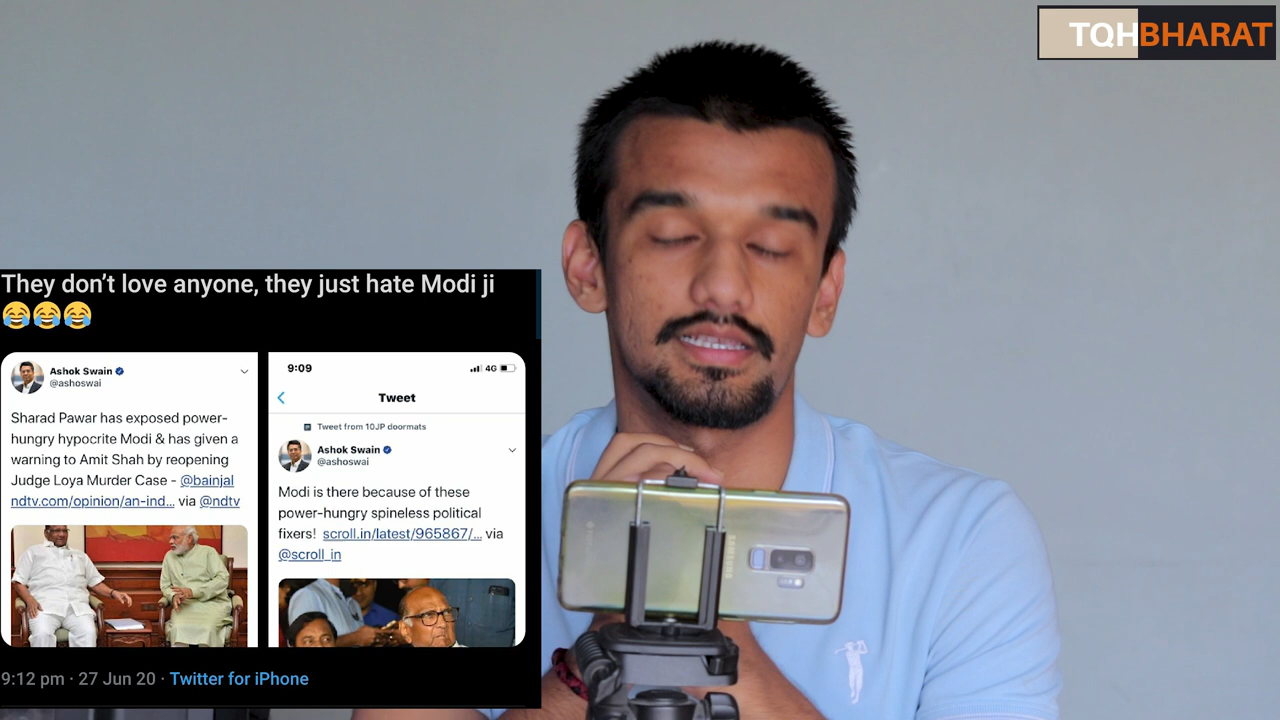 TQHBHARAT
They don't love anyone, they just hate Modi ji
😂😂😂
Ashok Swain
@ashoswai
Sharad Pawar has exposed power-
hungry hypocrite Modi & has given a
warning to Amit Shah by reopening
Judge Loya Murder Case - @bainjal
ndtv.com/opinion/an-ind... via @ndtv
9:09
4G
Tweet
Tweet from 10JP doormats
Ashok Swain
@ashoswai
Modi is there because of these
power-hungry spineless political
fixers! scroll.in/latest/965867/... via
@scroll_in
9:12 pm · 27 Jun 20 · Twitter for iPhone
SAMSUNG